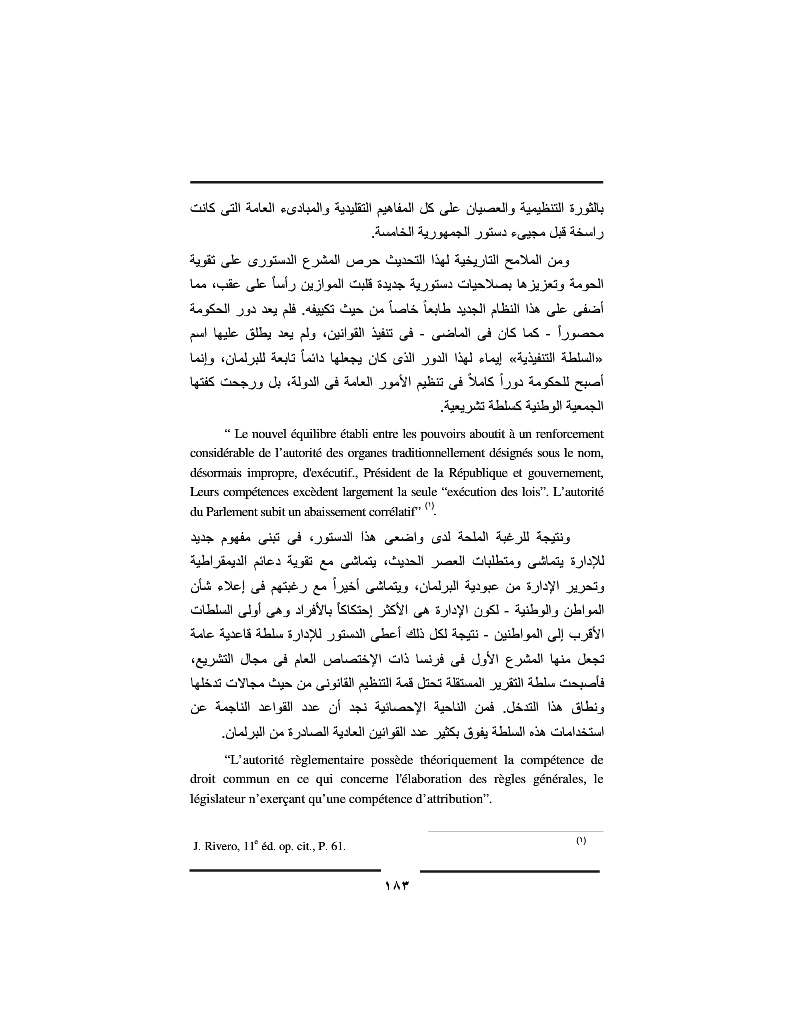 بالثورة التنظيمية والعصيان على كل المفاهيم التقليدية والمبادىء العامة التى كانت
راسخة قبل مجيىء دستور الجمهورية الخامسة.
ومن الملامح التاريخية لهذا التحديث حرص المشرع الدستورى على تقوية
الحومة وتعزيزها بصلاحيات دستورية جديدة قلبت الموازين رأساً على عقب، مما
أضفى على هذا النظام الجديد طابعاً خاصاً من حيث تكييفه. فلم يعد دور الحكومة
محصوراً - كما كان فى الماضى - فى تنفيذ القوانين، ولم يعد يطلق عليها اسم
«السلطة التنفيذية» إيماء لهذا الدور الذى كان يجعلها دائماً تابعة للبرلمان، وإنما
أصبح للحكومة دوراً كاملاً فى تنظيم الأمور العامة فى الدولة، بل ورجحت كفتها
الجمعية الوطنية كسلطة تشريعية.
“ Le nouvel équilibre établi entre les pouvoirs aboutit à un renforcement
considérable de l’autorité des organes traditionnellement désignés sous le nom,
désormais impropre, d'exécutif., Président de la République et gouvernement,
Leurs compétences excèdent largement la seule “exécution des lois”. L’autorité
du Parlement subit un abaissement corrélatif” (١).
ونتيجة للرغبة الملحة لدى واضعى هذا الدستور، فى تبنى مفهوم جديد
للإدارة يتماشى ومتطلبات العصر الحديث، يتماشى مع تقوية دعائم الديمقراطية
وتحرير الإدارة من عبودية البرلمان، ويتماشى أخيراً مع رغبتهم فى إعلاء شأن
المواطن والوطنية - لكون الإدارة هى الأكثر إحتكاكاً بالأفراد وهى أولى السلطات
الأقرب إلى المواطنين - نتيجة لكل ذلك أعطى الدستور للإدارة سلطة قاعدية عامة
تجعل منها المشرع الأول فى فرنسا ذات الإختصاص العام فى مجال التشريع،
فأصبحت سلطة التقرير المستقلة تحتل قمة التنظيم القانونى من حيث مجالات تدخلها
ونطاق هذا التدخل. فمن الناحية الإحصائية نجد أن عدد القواعد الناجمة عن
استخدامات هذه السلطة يفوق بكثير عدد القوانين العادية الصادرة من البرلمان.
“L’autorité règlementaire possède théoriquement la compétence de
droit commun en ce qui concerne l'élaboration des règles générales, le
législateur n’exerçant qu’une compétence d’attribution”.
(١) J. Rivero, 11e éd. op. cit., P. 61.
١٨٣